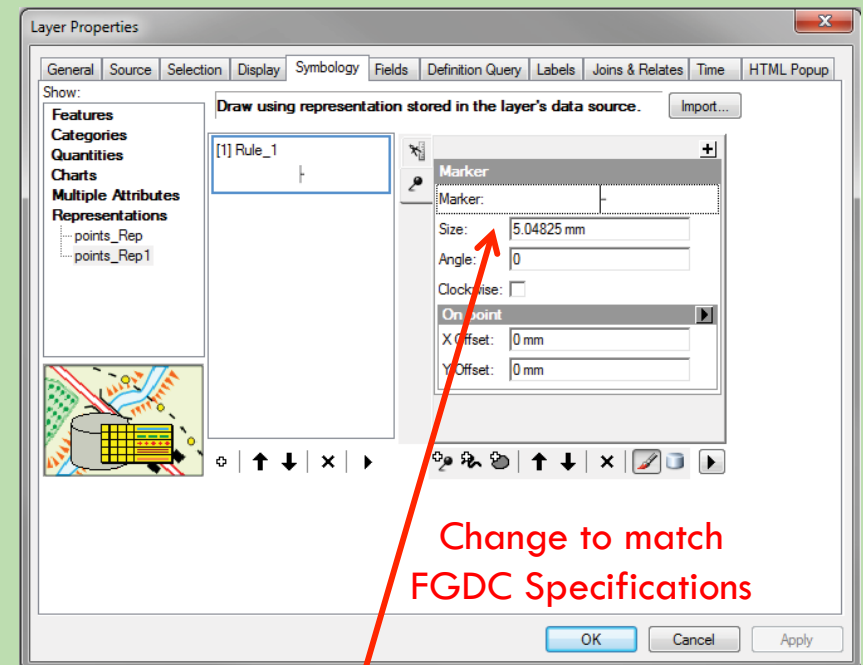 Layer Properties
General Source Selection Display Symbology Fields Definition Query Labels Joins & Relates Time HTML Popup
Show:
Features
Categories
Quantities
Charts
Multiple Attributes
Representations
points_Rep
points_Rep1
Draw using representation stored in the layer's data source.
Import...
[1] Rule_1
Marker
Marker:
Size: 5.04825 mm
Angle: 0
Clockwise:
On point
X Offset: 0 mm
Y Offset: 0 mm
Change to match
FGDC Specifications
OK Cancel Apply